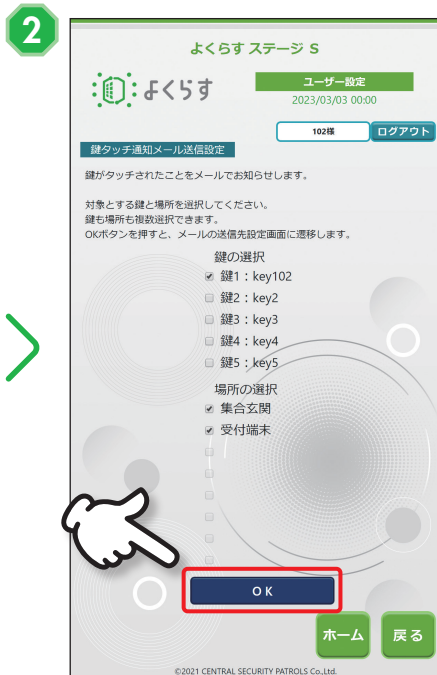 2
よくらす ステージ S
よくらす
ユーザー設定
2023/03/03 00:00
102様
ログアウト
鍵タッチ通知メール送信設定
鍵がタッチされたことをメールでお知らせします。
対象とする鍵と場所を選択してください。
鍵も場所も複数選択できます。
OKボタンを押すと、メールの送信先設定画面に遷移します。
鍵の選択
鍵1：key102
鍵2：key2
鍵3：key3
鍵4：key4
鍵5：key5
場所の選択
集合玄関
受付端末
OK
ホーム
戻る
©2021 CENTRAL SECURITY PATROLS Co.,Ltd.